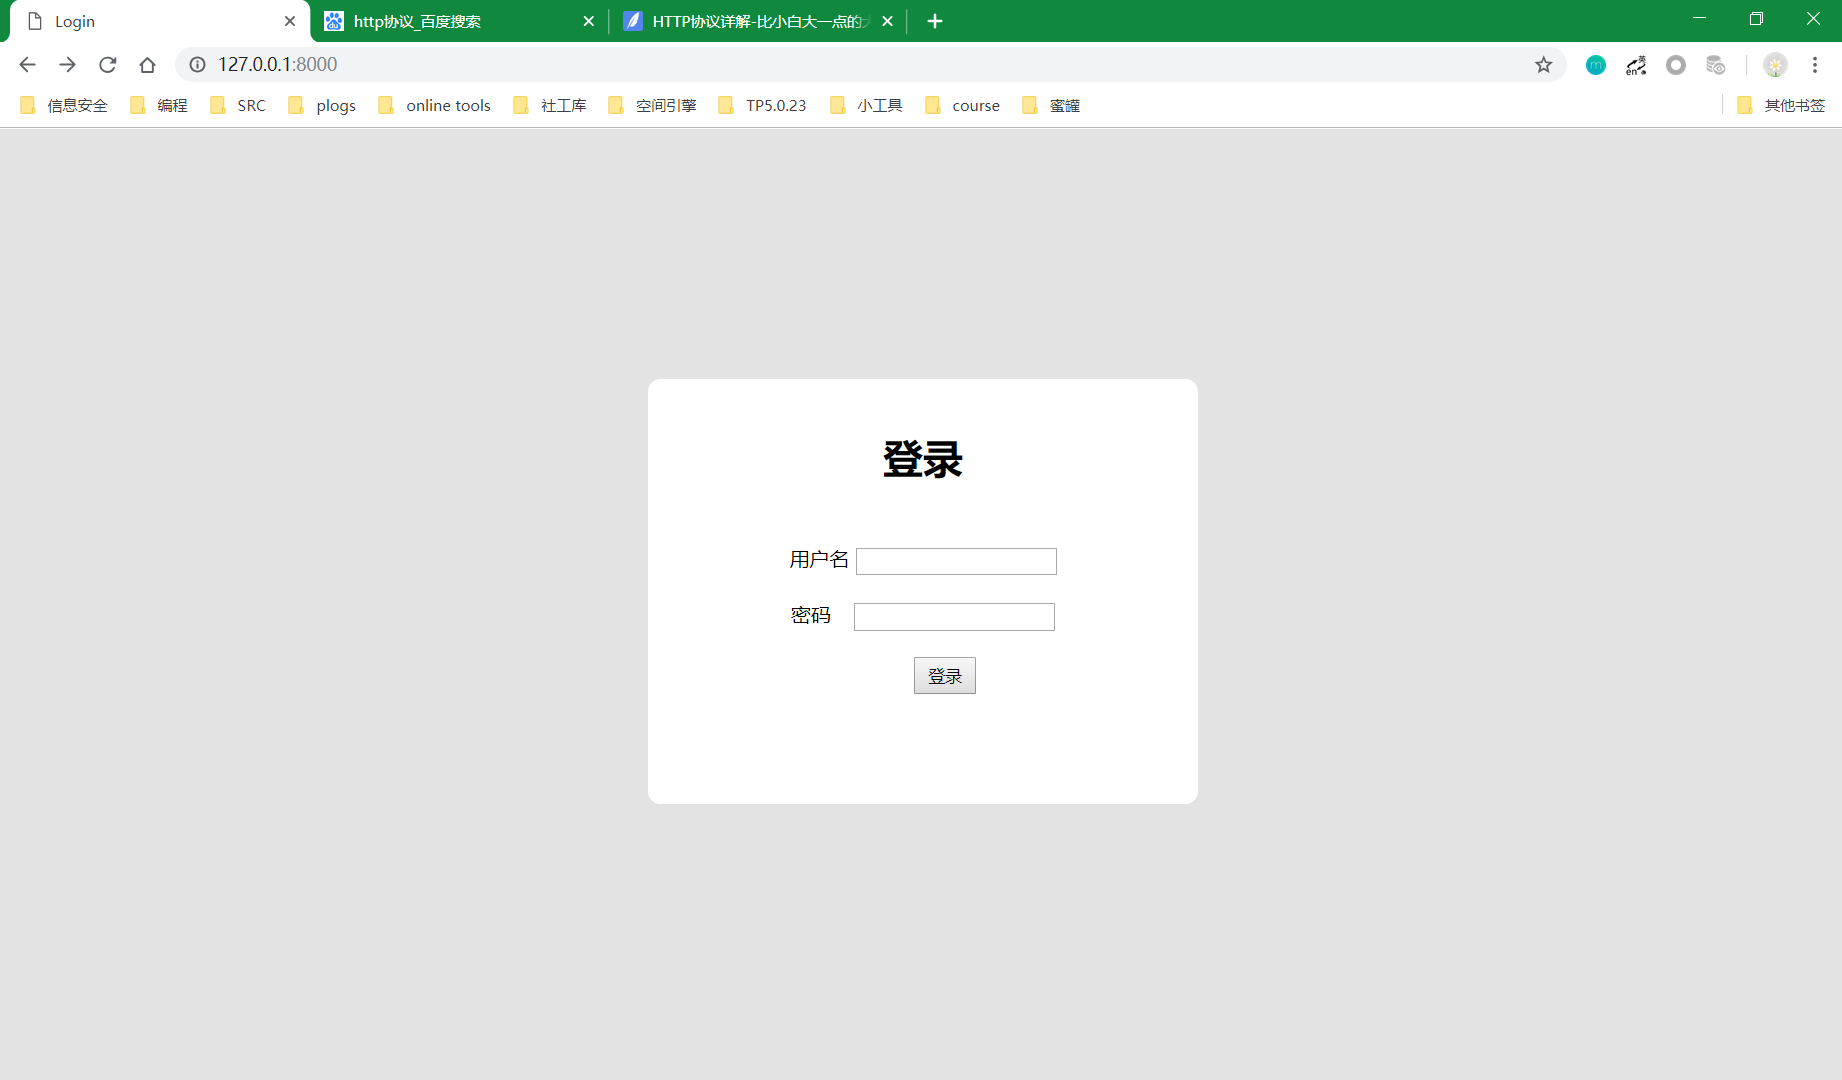 Login
http协议_百度搜索
HTTP协议详解-比小白大一点的
127.0.0.1:8000
信息安全 编程 SRC plogs online tools 社工库 空间引擎 TP5.0.23 小工具 course 蜜罐 其他书签
登录
用户名
密码
登录